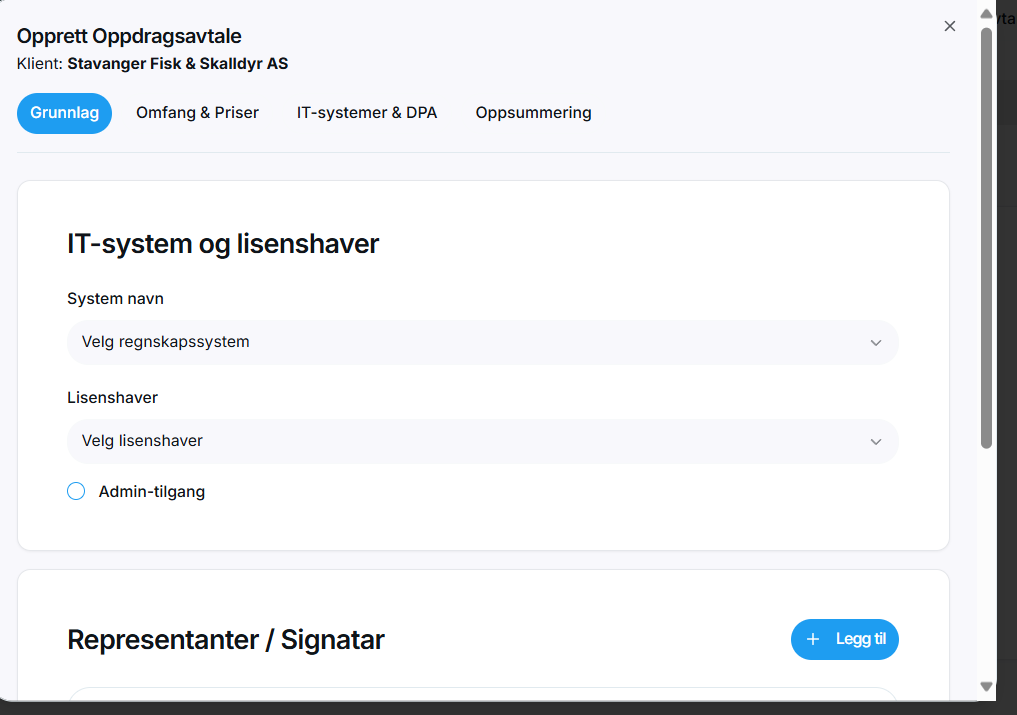 Opprett Oppdragsavtale
Klient: Stavanger Fisk & Skalldyr AS
Grunnlag
Omfang & Priser
IT-systemer & DPA
Oppsummering
IT-system og lisenshaver
System navn
Velg regnskapssystem
Lisenshaver
Velg lisenshaver
Admin-tilgang
Representanter / Signatar
+ Legg til